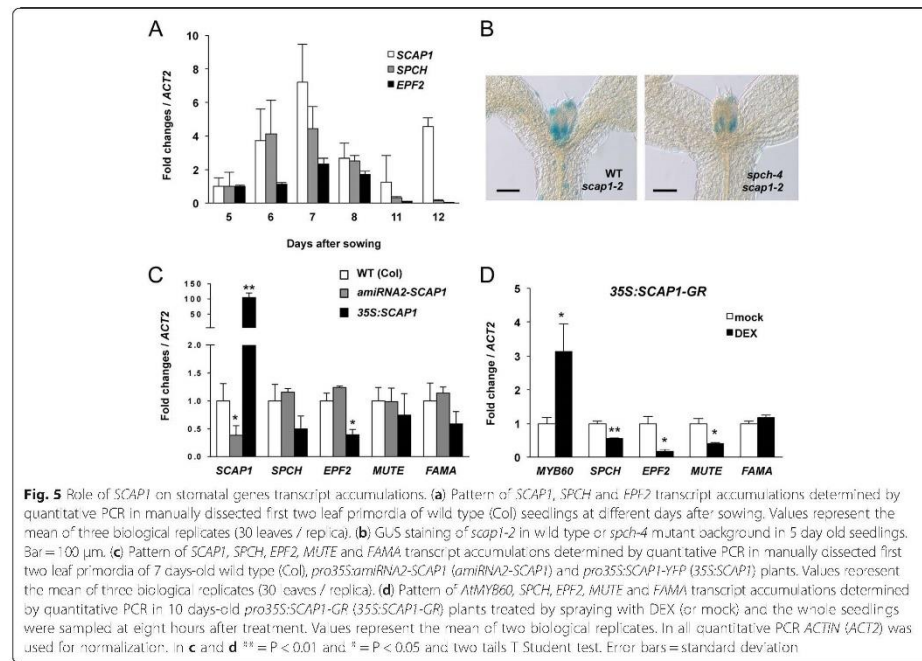 A
B
10
8
6
4
2
0
Fold changes / ACT2
SCAP1
SPCH
EPF2
5 6 7 8 11 12
Days after sowing
WT
scap1-2
spch-4
scap1-2
C
D
WT (Col)
amiRNA2-SCAP1
35S:SCAP1
150
100
50
2.0
1.5
1.0
0.5
0.0
Fold changes / ACT2
**
*
*
SCAP1 SPCH EPF2 MUTE FAMA
35S:SCAP1-GR
mock
DEX
5
4
3
2
1
0
Fold change / ACT2
*
**
*
*
MYB60 SPCH EPF2 MUTE FAMA
Fig. 5 Role of SCAP1 on stomatal genes transcript accumulations. (a) Pattern of SCAP1, SPCH and EPF2 transcript accumulations determined by
quantitative PCR in manually dissected first two leaf primordia of wild type (Col) seedlings at different days after sowing. Values represent the
mean of three biological replicates (30 leaves / replica). (b) GUS staining of scap1-2 in wild type or spch-4 mutant background in 5 day old seedlings.
Bar = 100 μm. (c) Pattern of SCAP1, SPCH, EPF2, MUTE and FAMA transcript accumulations determined by quantitative PCR in manually dissected first
two leaf primordia of 7 days-old wild type (Col), pro35S:amiRNA2-SCAP1 (amiRNA2-SCAP1) and pro35S:SCAP1-YFP (35S:SCAP1) plants. Values represent
the mean of three biological replicates (30 leaves / replica). (d) Pattern of AtMYB60, SPCH, EPF2, MUTE and FAMA transcript accumulations determined
by quantitative PCR in 10 days-old pro35S:SCAP1-GR (35S:SCAP1-GR) plants treated by spraying with DEX (or mock) and the whole seedlings
were sampled at eight hours after treatment. Values represent the mean of two biological replicates. In all quantitative PCR ACTIN (ACT2) was
used for normalization. In c and d ** = P < 0.01 and * = P < 0.05 and two tails T Student test. Error bars = standard deviation